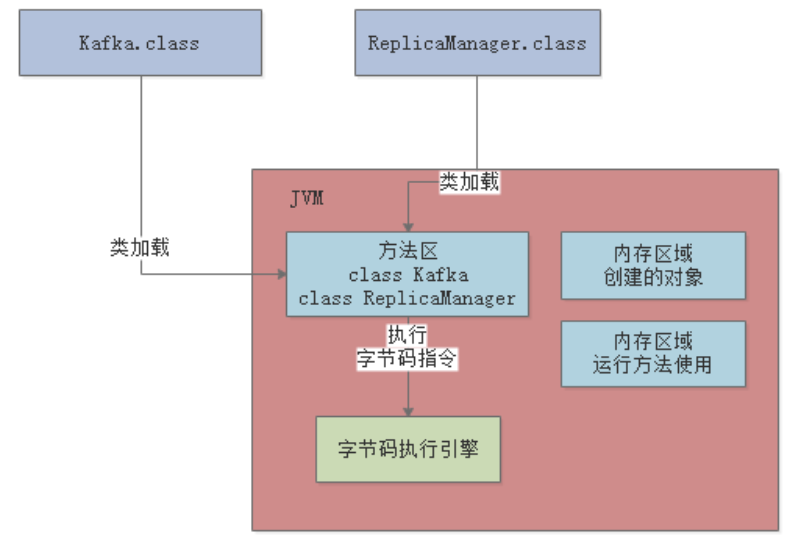 Kafka.class
ReplicaManager.class
类加载
JVM
类加载
方法区
class Kafka
class ReplicaManager
内存区域
创建的对象
执行
字节码指令
内存区域
运行方法使用
字节码执行引擎